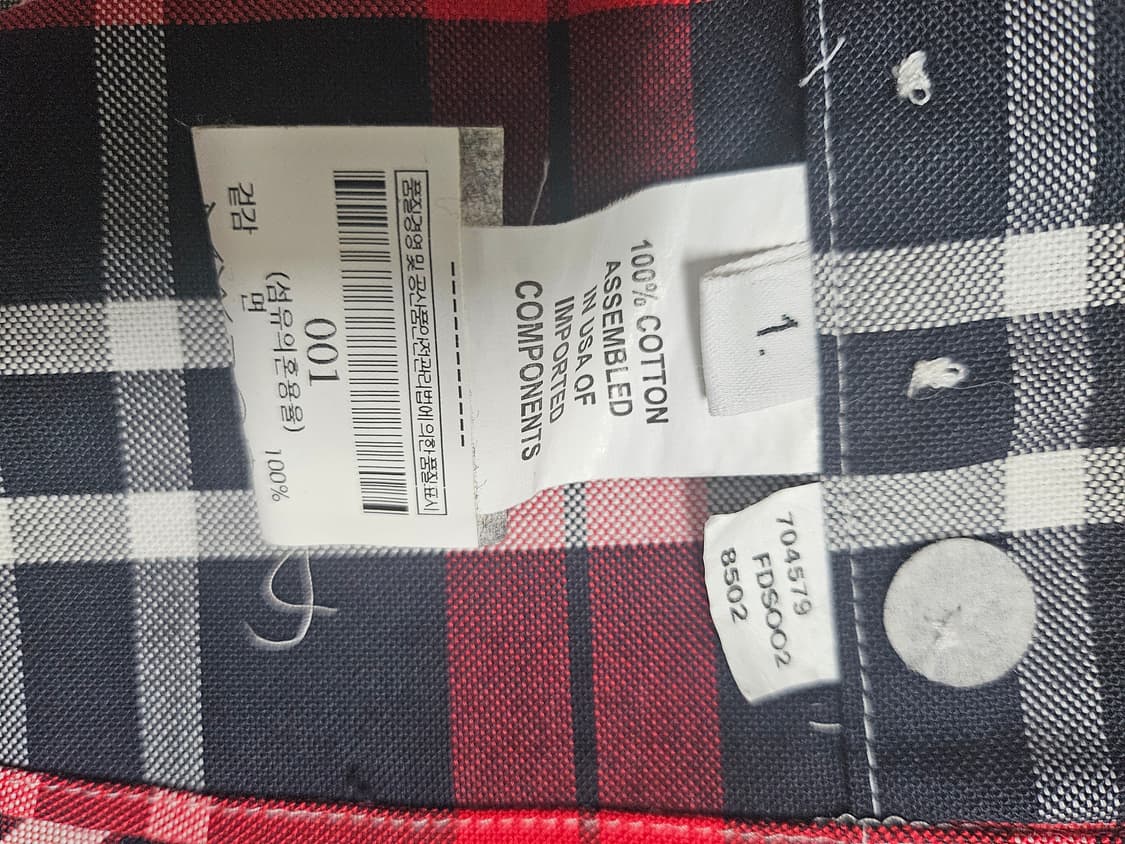 1.
100% COTTON
ASSEMBLED
IN USA OF
IMPORTED
COMPONENTS
품질경영 및 공산품안전관리법에 의한 품질표시
001
(섬유의혼용율)
겉감 면 100%
704579
FDSOO2
8502